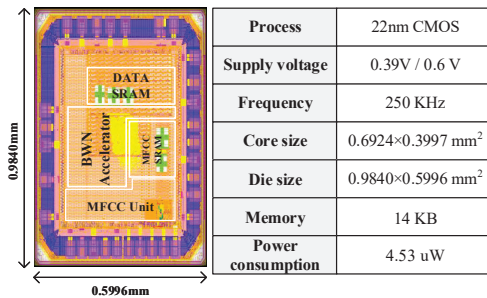 0.9840mm
DATA
SRAM
BWN
Accelerator
MFCC
SRAM
MFCC Unit
0.5996mm
Process 22nm CMOS
Supply voltage 0.39V / 0.6 V
Frequency 250 KHz
Core size 0.6924×0.3997 mm²
Die size 0.9840×0.5996 mm²
Memory 14 KB
Power
consumption 4.53 uW